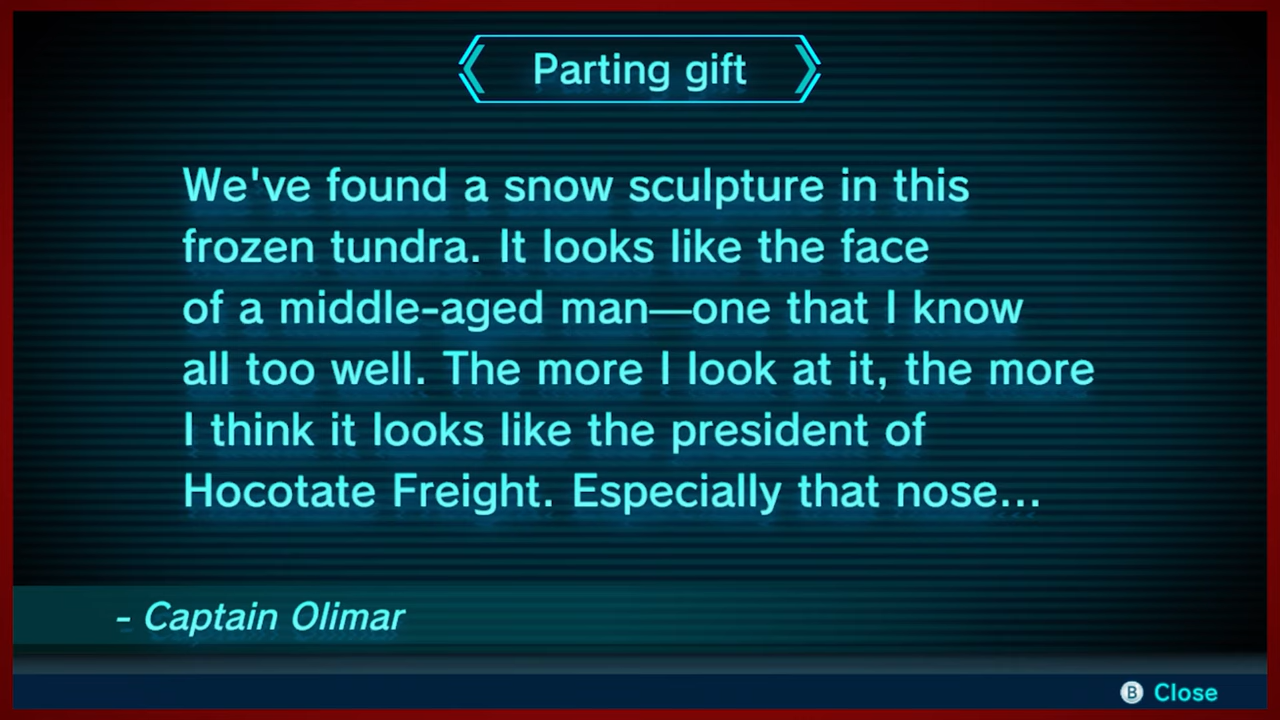 Parting gift
We've found a snow sculpture in this
frozen tundra. It looks like the face
of a middle-aged man—one that I know
all too well. The more I look at it, the more
I think it looks like the president of
Hocotate Freight. Especially that nose...
- Captain Olimar
B Close